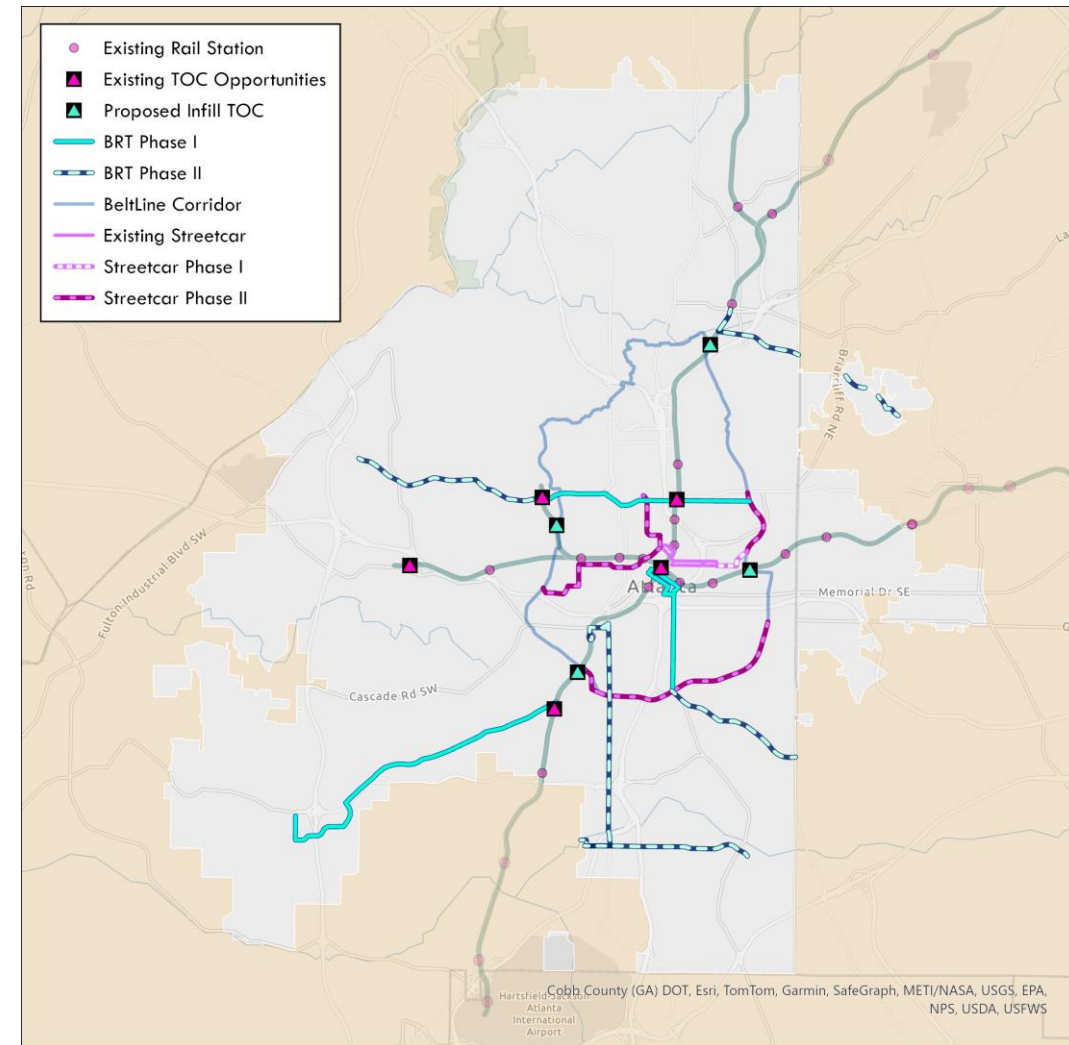 Existing Rail Station
Existing TOC Opportunities
Proposed Infill TOC
BRT Phase I
BRT Phase II
BeltLine Corridor
Existing Streetcar
Streetcar Phase I
Streetcar Phase II
Briarcliff Rd NE
Fulton Industrial Blvd SW
ton Rd
La
Atlanta
Memorial Dr SE
Cascade Rd SW
Hartsfield-Jackson
Atlanta
International
Airport
Cobb County (GA) DOT, Esri, TomTom, Garmin, SafeGraph, METI/NASA, USGS, EPA,
NPS, USDA, USFWS